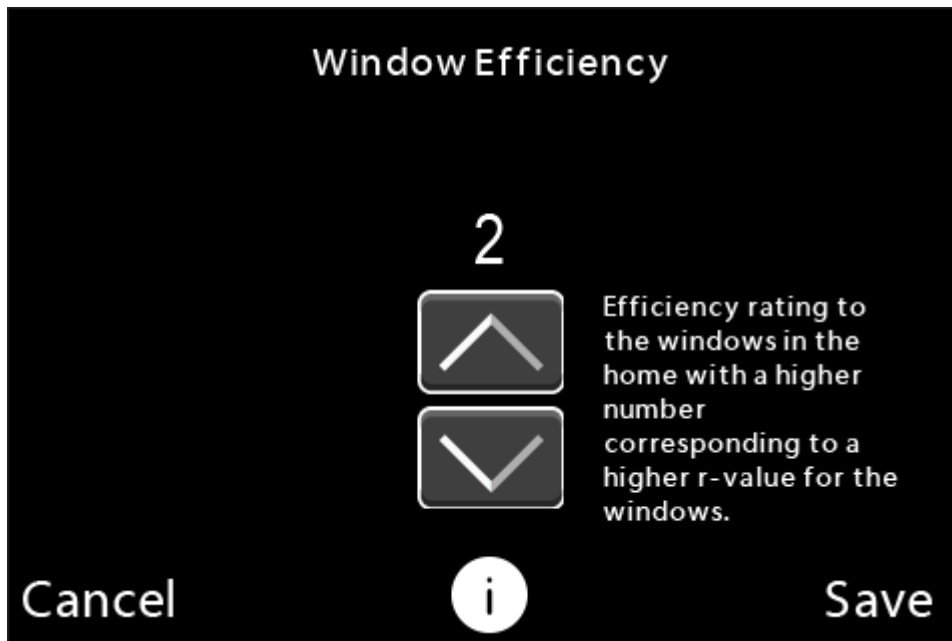 Window Efficiency
2
Efficiency rating to
the windows in the
home with a higher
number
corresponding to a
higher r-value for the
windows.
Cancel
i
Save